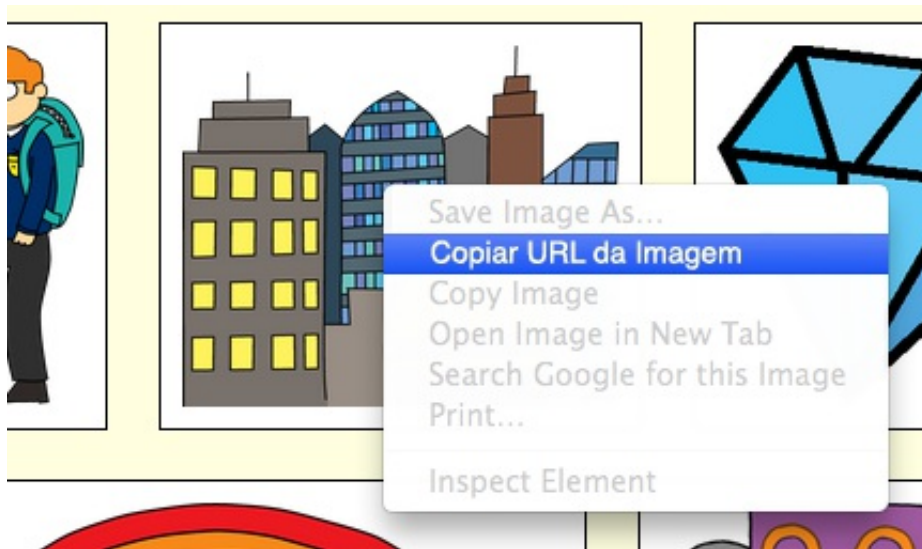 Save Image As...
Copiar URL da Imagem
Copy Image
Open Image in New Tab
Search Google for this Image
Print...
Inspect Element